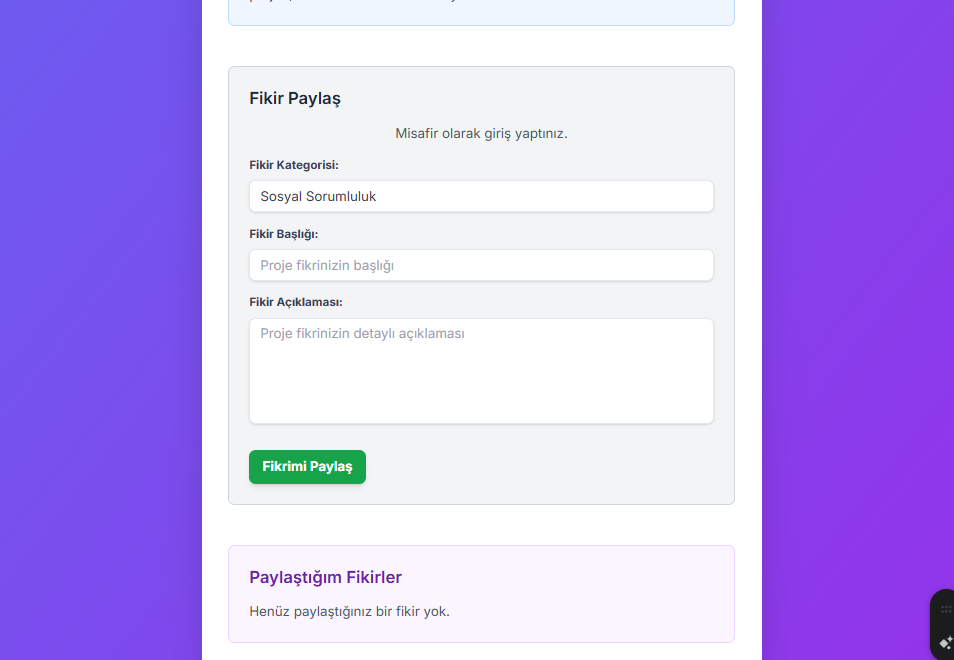 Fikir Paylaş
Misafir olarak giriş yaptınız.
Fikir Kategorisi:
Sosyal Sorumluluk
Fikir Başlığı:
Proje fikrinizin başlığı
Fikir Açıklaması:
Proje fikrinizin detaylı açıklaması
Fikrimi Paylaş
Paylaştığım Fikirler
Henüz paylaştığınız bir fikir yok.